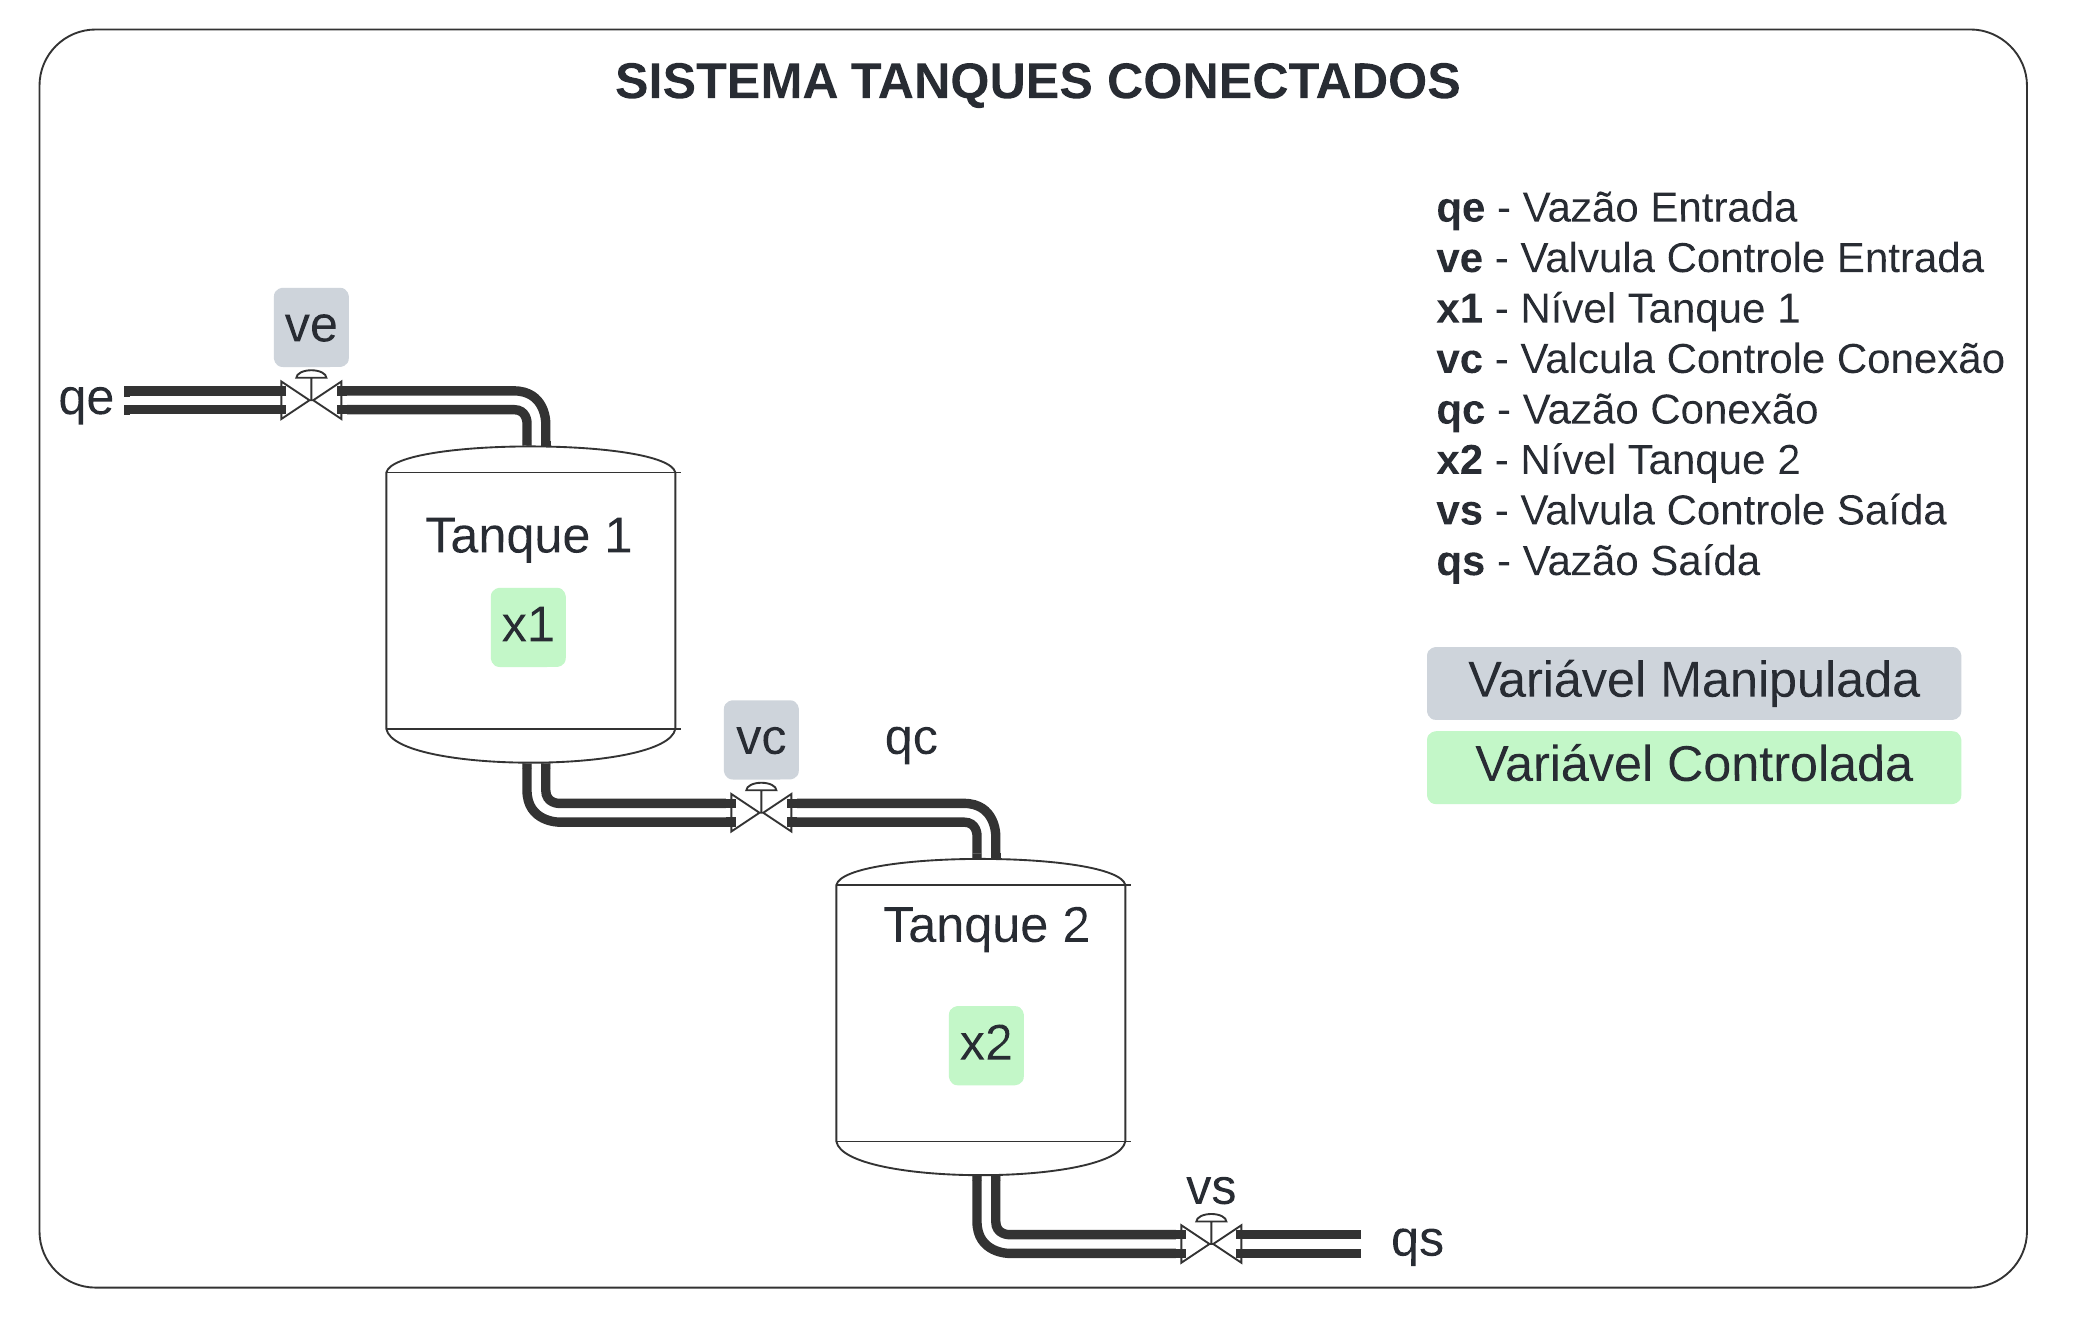 SISTEMA TANQUES CONECTADOS
qe - Vazão Entrada
ve - Valvula Controle Entrada
x1 - Nível Tanque 1
vc - Valcula Controle Conexão
qc - Vazão Conexão
x2 - Nível Tanque 2
vs - Valvula Controle Saída
qs - Vazão Saída
Variável Manipulada
Variável Controlada
ve
qe
Tanque 1
x1
vc
qc
Tanque 2
x2
vs
qs